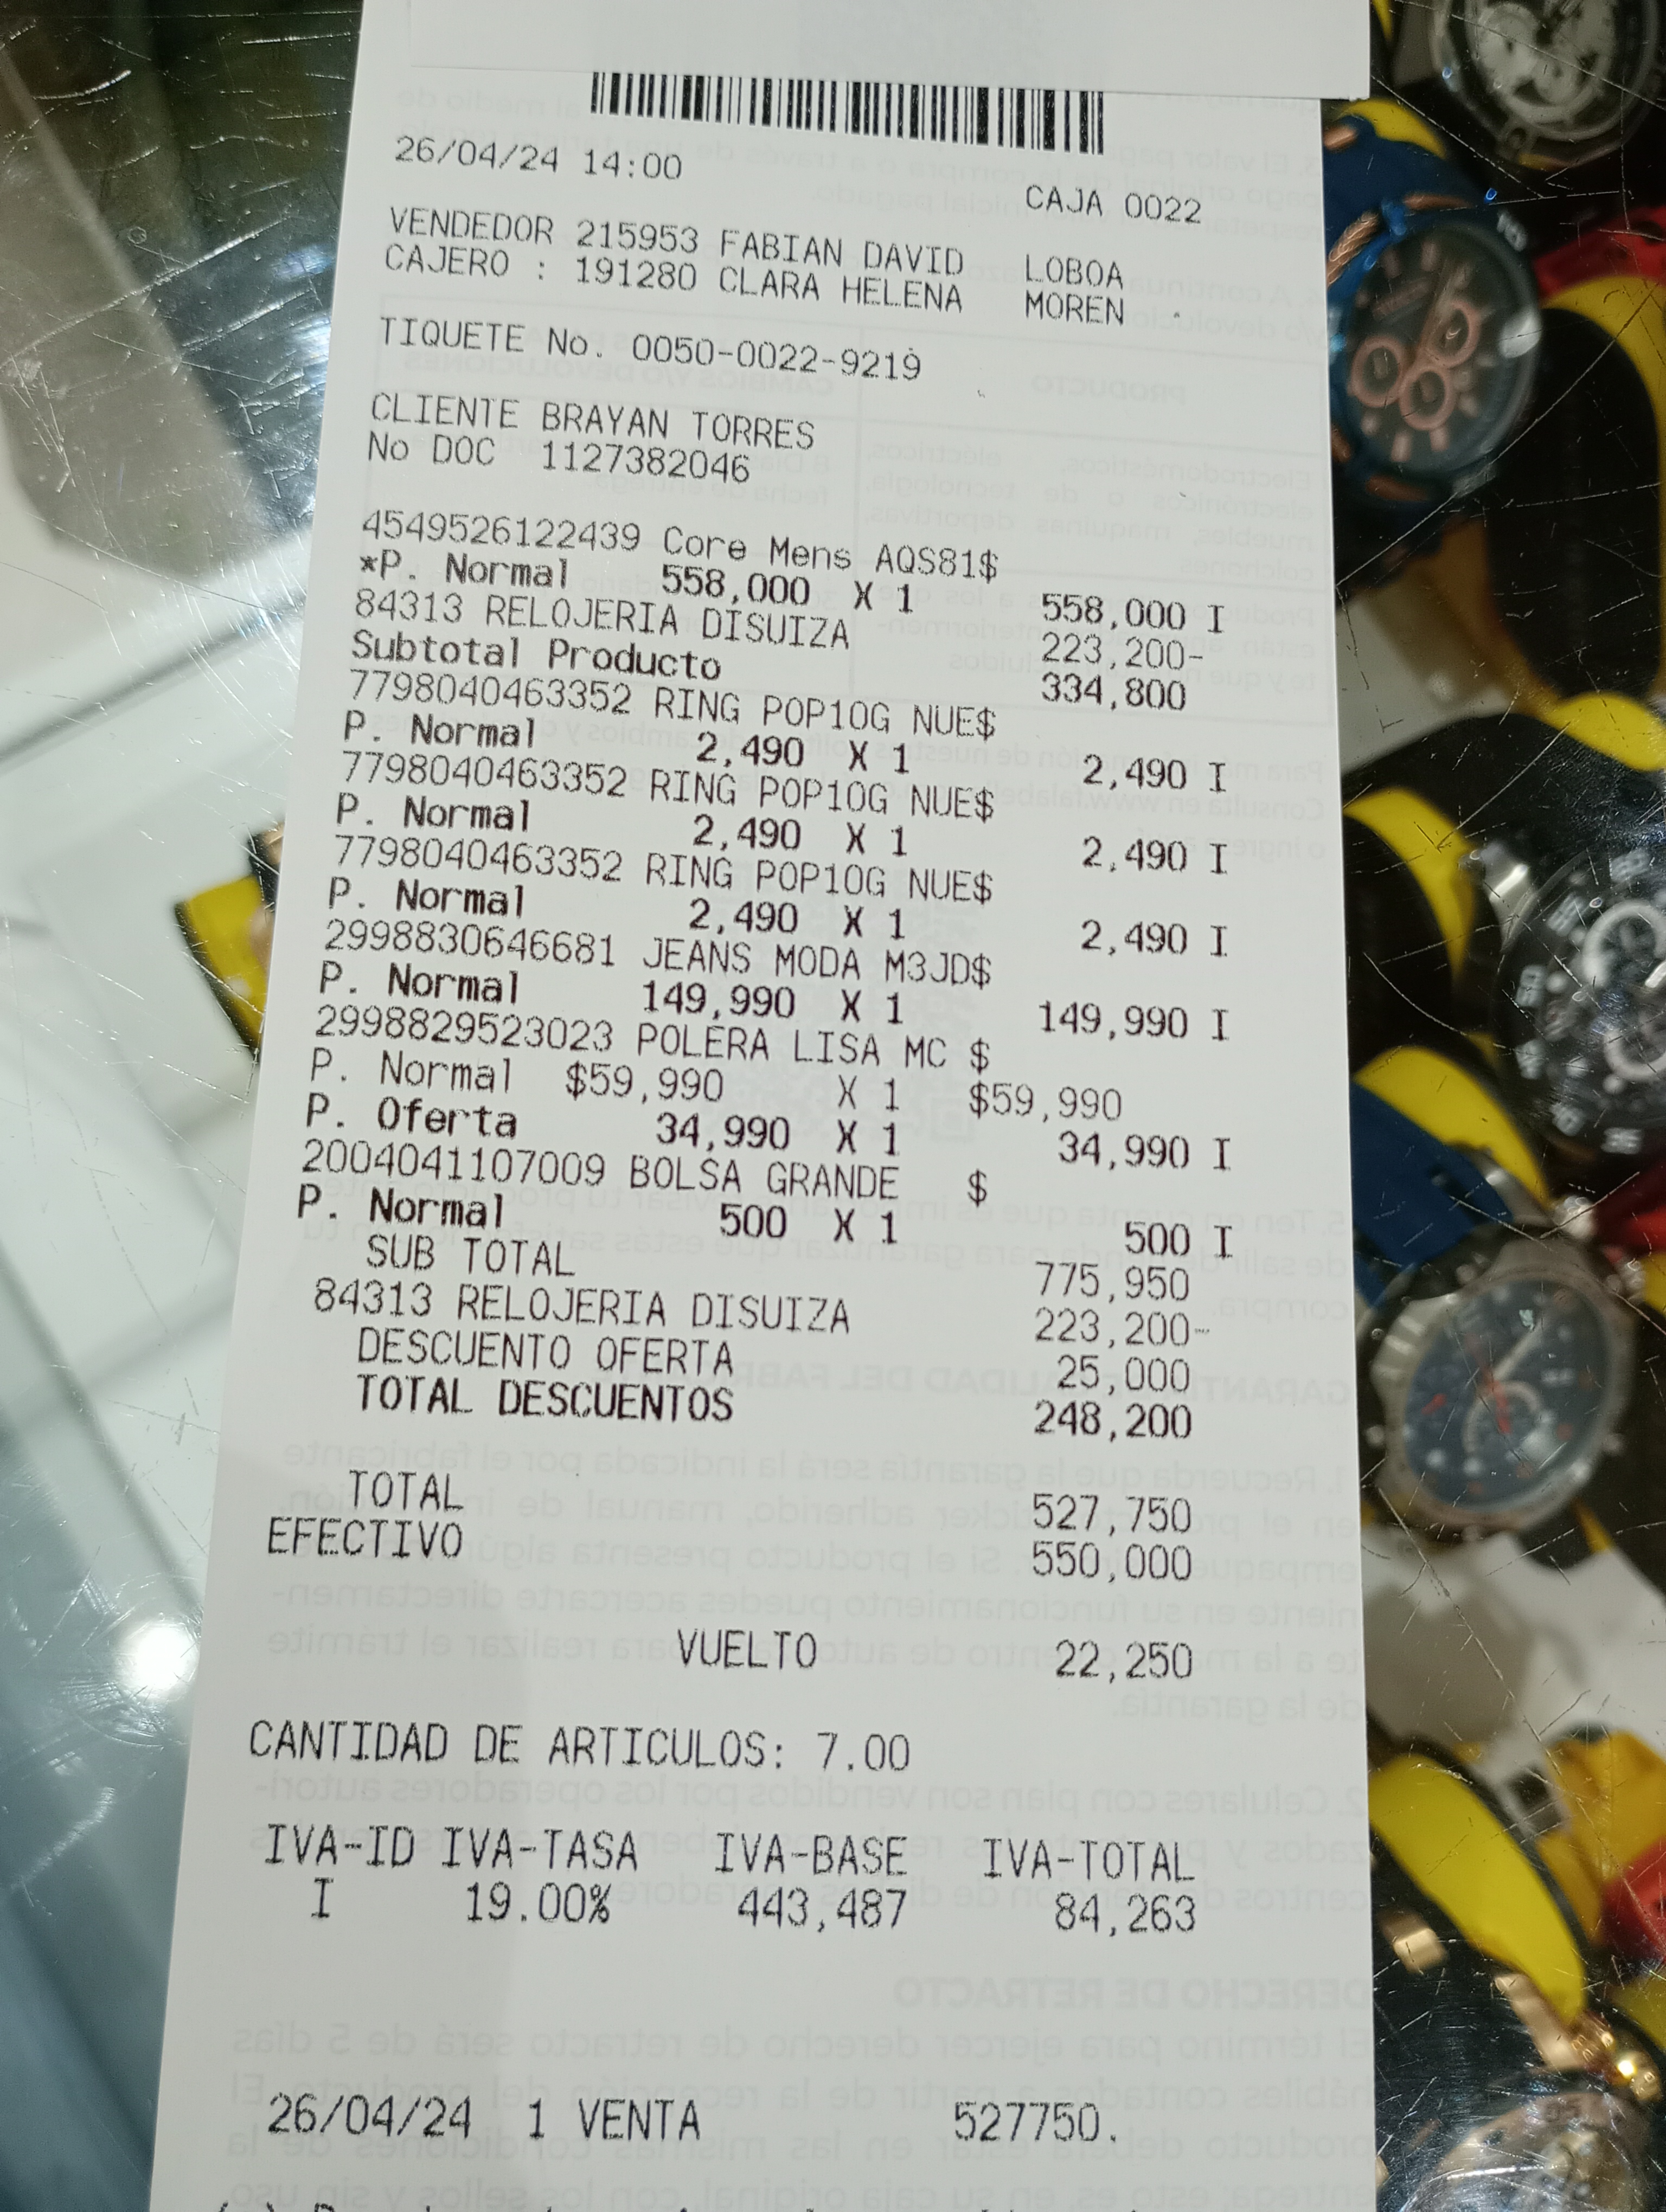 26/04/24 14:00 CAJA 0022
VENDEDOR 215953 FABIAN DAVID LOBOA
CAJERO : 191280 CLARA HELENA MOREN
TIQUETE No. 0050-0022-9219
CLIENTE BRAYAN TORRES
No DOC 1127382046
4549526122439 Core Mens AQS81$
*P. Normal 558,000 X 1 558,000 I
84313 RELOJERIA DISUIZA 223,200-
Subtotal Producto 334,800
7798040463352 RING POP10G NUE$
P. Normal 2,490 X 1 2,490 I
7798040463352 RING POP10G NUE$
P. Normal 2,490 X 1 2,490 I
7798040463352 RING POP10G NUE$
P. Normal 2,490 X 1 2,490 I
2998830646681 JEANS MODA M3JD$
P. Normal 149,990 X 1 149,990 I
2998829523023 POLERA LISA MC $
P. Normal $59,990 X 1 $59,990
P. Oferta 34,990 X 1 34,990 I
2004041107009 BOLSA GRANDE $
P. Normal 500 X 1 500 I
SUB TOTAL 775,950
84313 RELOJERIA DISUIZA 223,200-
DESCUENTO OFERTA 25,000
TOTAL DESCUENTOS 248,200
TOTAL 527,750
EFECTIVO 550,000
VUELTO 22,250
CANTIDAD DE ARTICULOS: 7.00
IVA-ID IVA-TASA IVA-BASE IVA-TOTAL
I 19.00% 443,487 84,263
26/04/24 1 VENTA 527750.